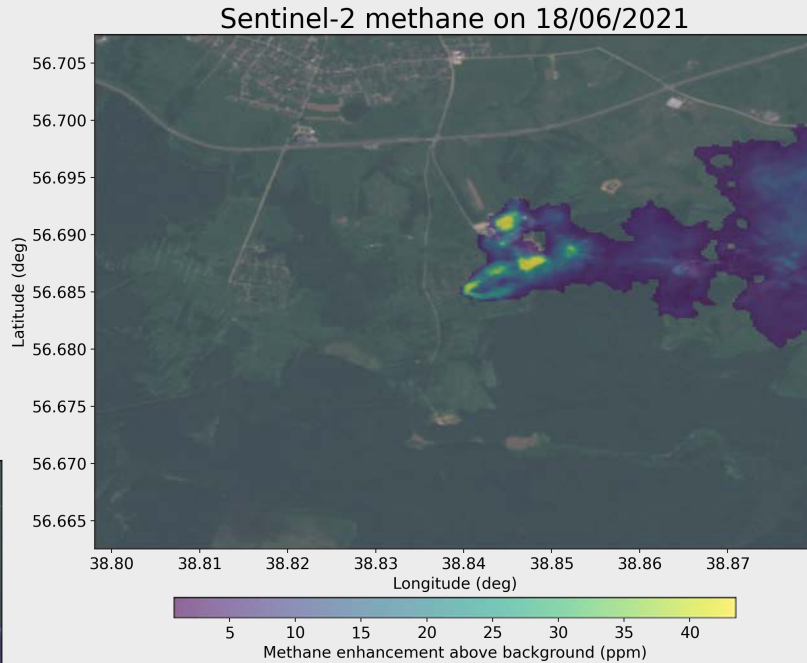 Sentinel-2 methane on 18/06/2021
56.705
56.700
56.695
56.690
56.685
56.680
56.675
56.670
56.665
Latitude (deg)
38.80 38.81 38.82 38.83 38.84 38.85 38.86 38.87
Longitude (deg)
5 10 15 20 25 30 35 40
Methane enhancement above background (ppm)